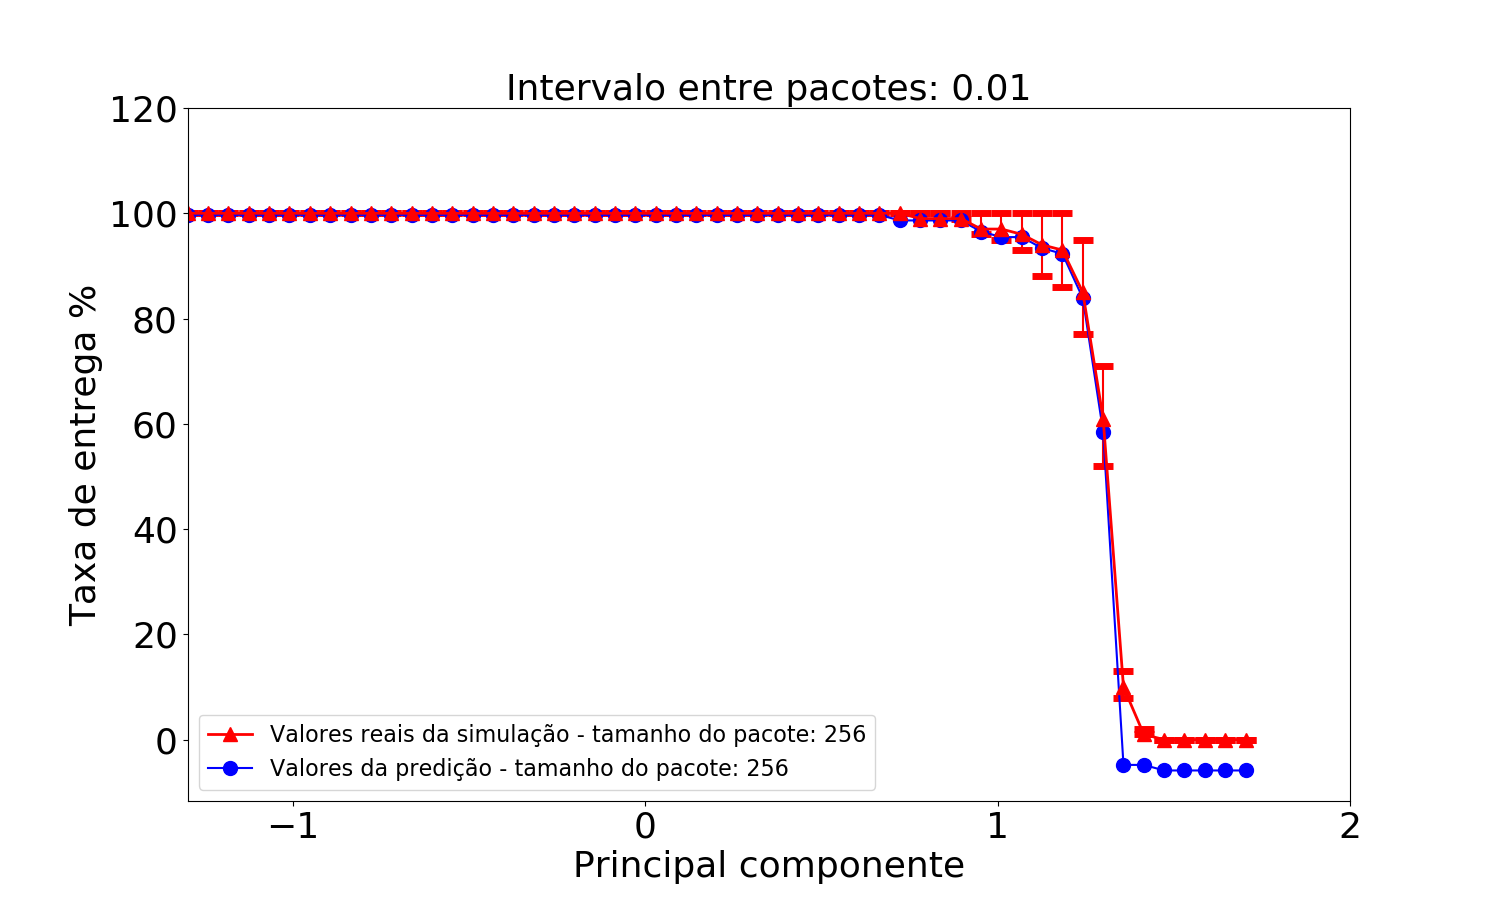 Intervalo entre pacotes: 0.01
120
100
80
60
40
20
0
Taxa de entrega %
Valores reais da simulação - tamanho do pacote: 256
Valores da predição - tamanho do pacote: 256
−1 0 1 2
Principal componente